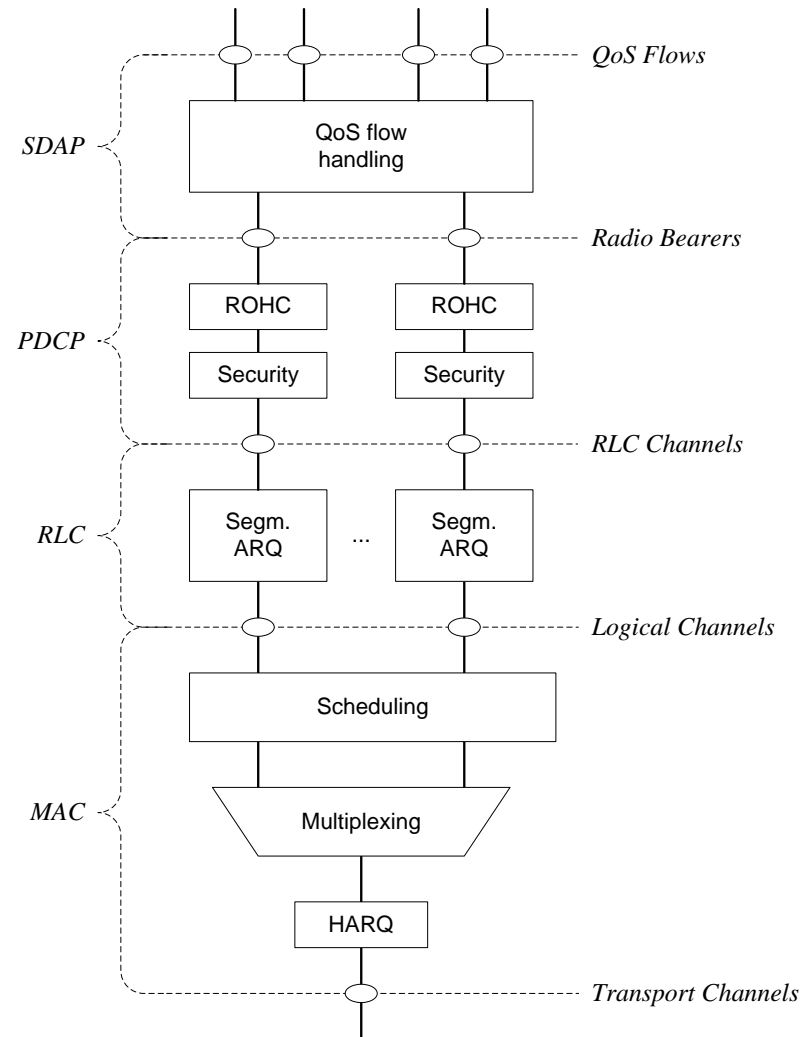 QoS Flows
QoS flow
handling
SDAP
Radio Bearers
ROHC
ROHC
PDCP
Security
Security
RLC Channels
Segm.
ARQ
...
Segm.
ARQ
RLC
Logical Channels
Scheduling
MAC
Multiplexing
HARQ
Transport Channels